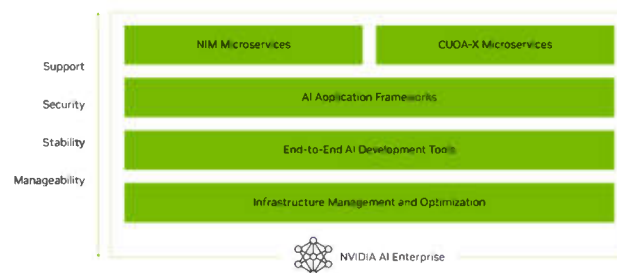 NIM Microservices
CUOA-X Microservices
Support
Security
Stability
Manageability
AI Application Frameworks
End-to-End AI Development Tools
Infrastructure Management and Optimization
NVIDIA AI Enterprise